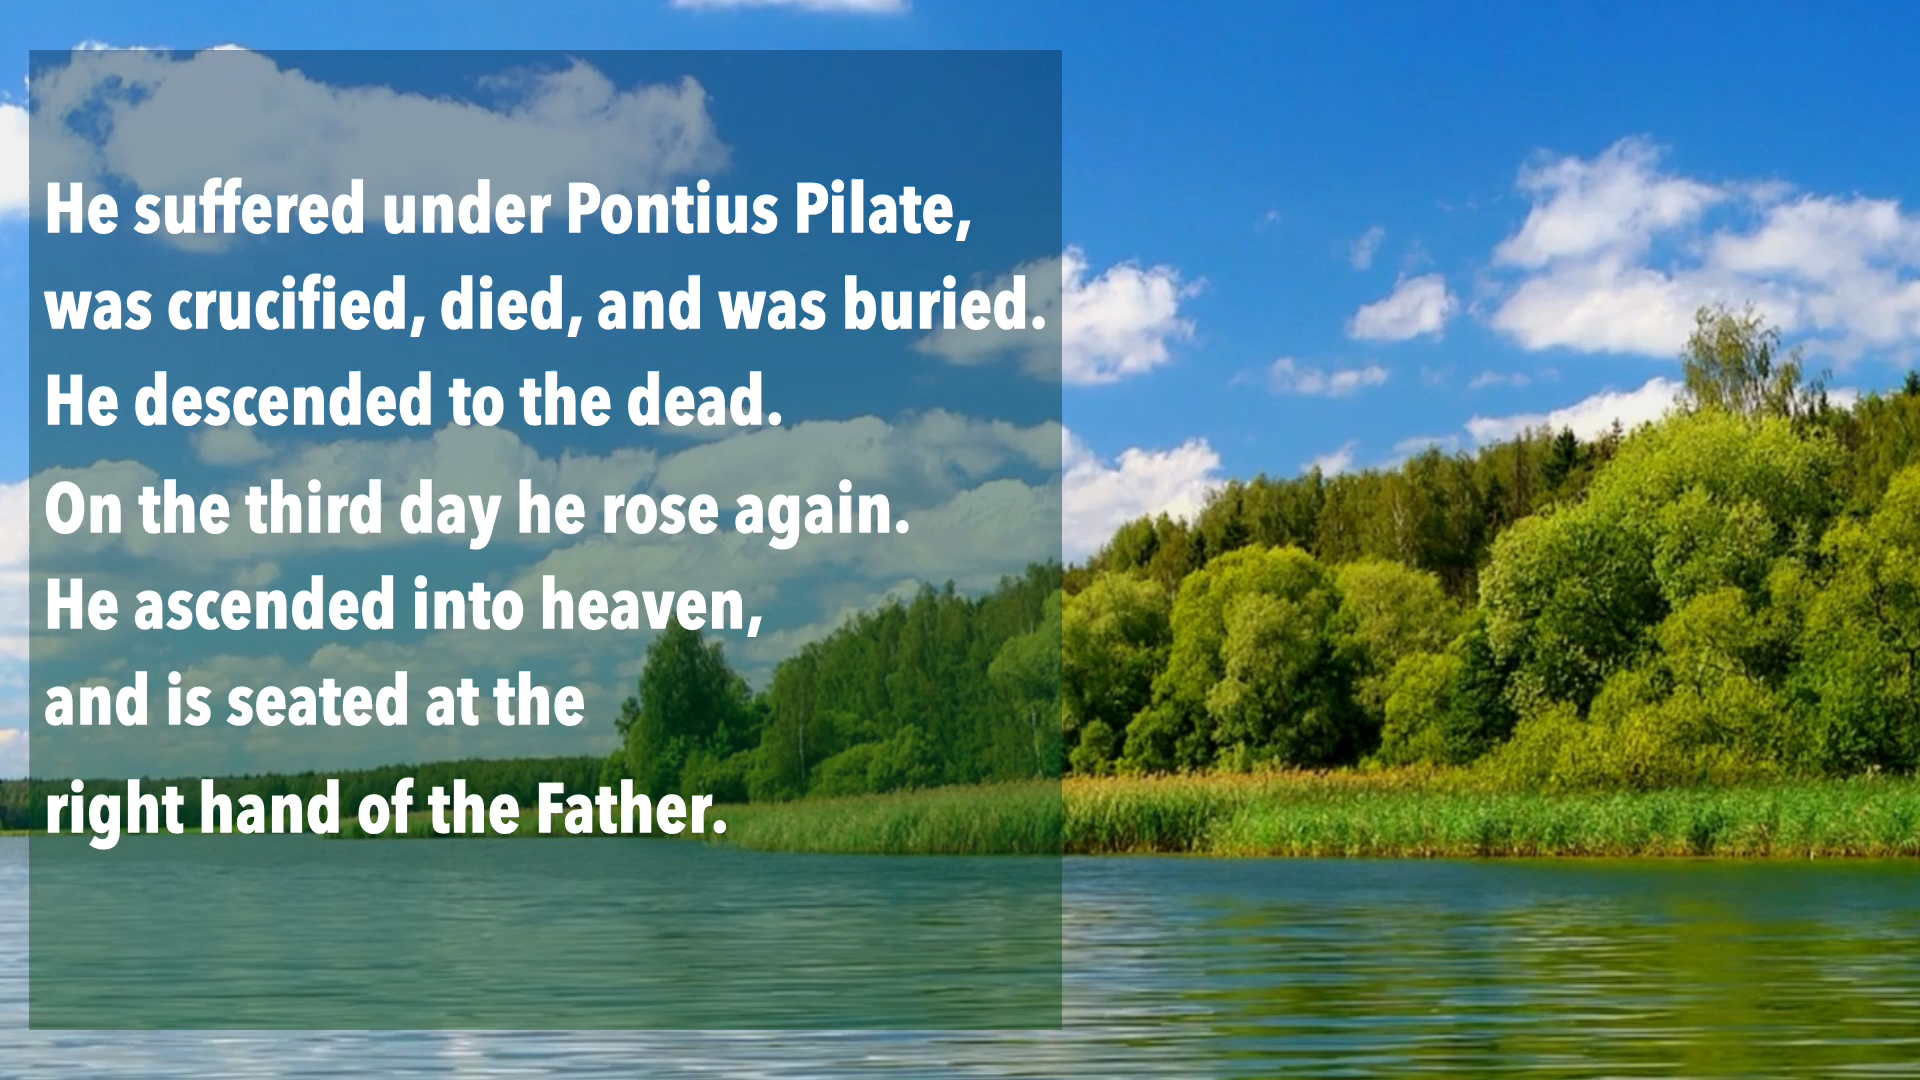 He suffered under Pontius Pilate,
was crucified, died, and was buried.
He descended to the dead.
On the third day he rose again.
He ascended into heaven,
and is seated at the
right hand of the Father.